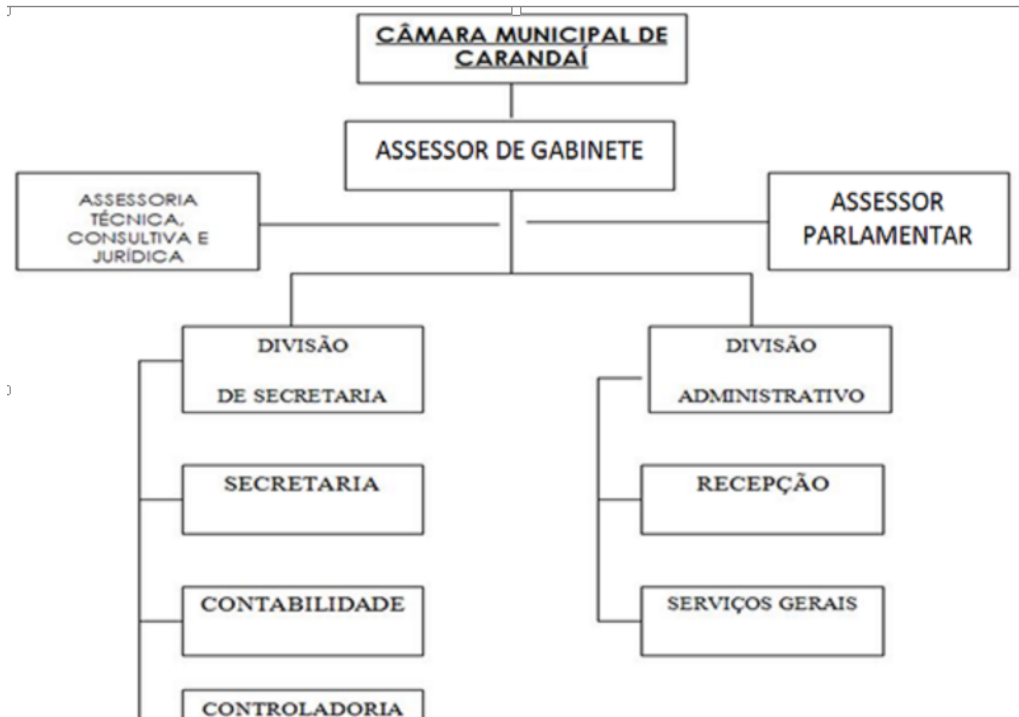 CÂMARA MUNICIPAL DE
CARANDAÍ
ASSESSOR DE GABINETE
ASSESSORIA
TÉCNICA,
CONSULTIVA E
JURÍDICA
ASSESSOR
PARLAMENTAR
DIVISÃO
DE SECRETARIA
DIVISÃO
ADMINISTRATIVO
SECRETARIA
RECEPÇÃO
CONTABILIDADE
SERVIÇOS GERAIS
CONTROLADORIA